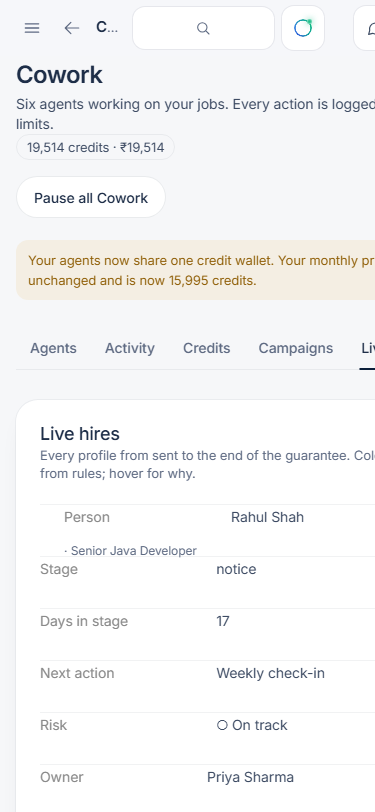 C...
Cowork
Six agents working on your jobs. Every action is logged
limits.
19,514 credits · ₹19,514
Pause all Cowork
Your agents now share one credit wallet. Your monthly pr
unchanged and is now 15,995 credits.
Agents Activity Credits Campaigns Liv
Live hires
Every profile from sent to the end of the guarantee. Col
from rules; hover for why.
Person Rahul Shah
· Senior Java Developer
Stage notice
Days in stage 17
Next action Weekly check-in
Risk On track
Owner Priya Sharma